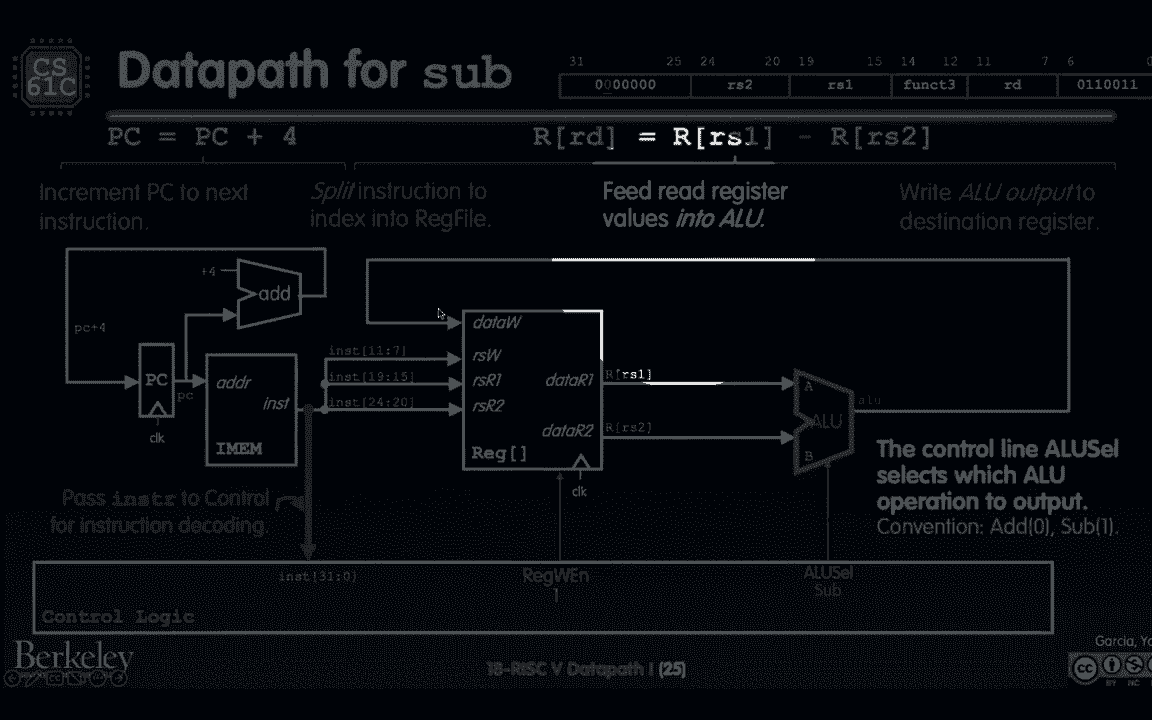 CS
61C
Datapath for sub
31 25 24 20 19 15 14 12 11 7 6 0
0000000 rs2 rs1 funct3 rd 0110011
PC = PC + 4
R[rd] = R[rs1] - R[rs2]
Increment PC to next
instruction.
Split instruction to
index into RegFile.
Feed read register
values into ALU.
Write ALU output to
destination register.
+4
add
pc+4
PC
pc
clk
addr
inst
IMEM
inst[11:7]
inst[19:15]
inst[24:20]
dataW
rsW
rsR1
rsR2
dataR1
dataR2
Reg[]
clk
R[rs1]
R[rs2]
A
ALU
B
alu
The control line ALUSel
selects which ALU
operation to output.
Convention: Add(0), Sub(1).
Pass instr to Control
for instruction decoding.
inst[31:0]
RegWEn
1
ALUSel
Sub
Control Logic
Berkeley
18-RISC V Datapath I (25)
Garcia,
cc
BY NC